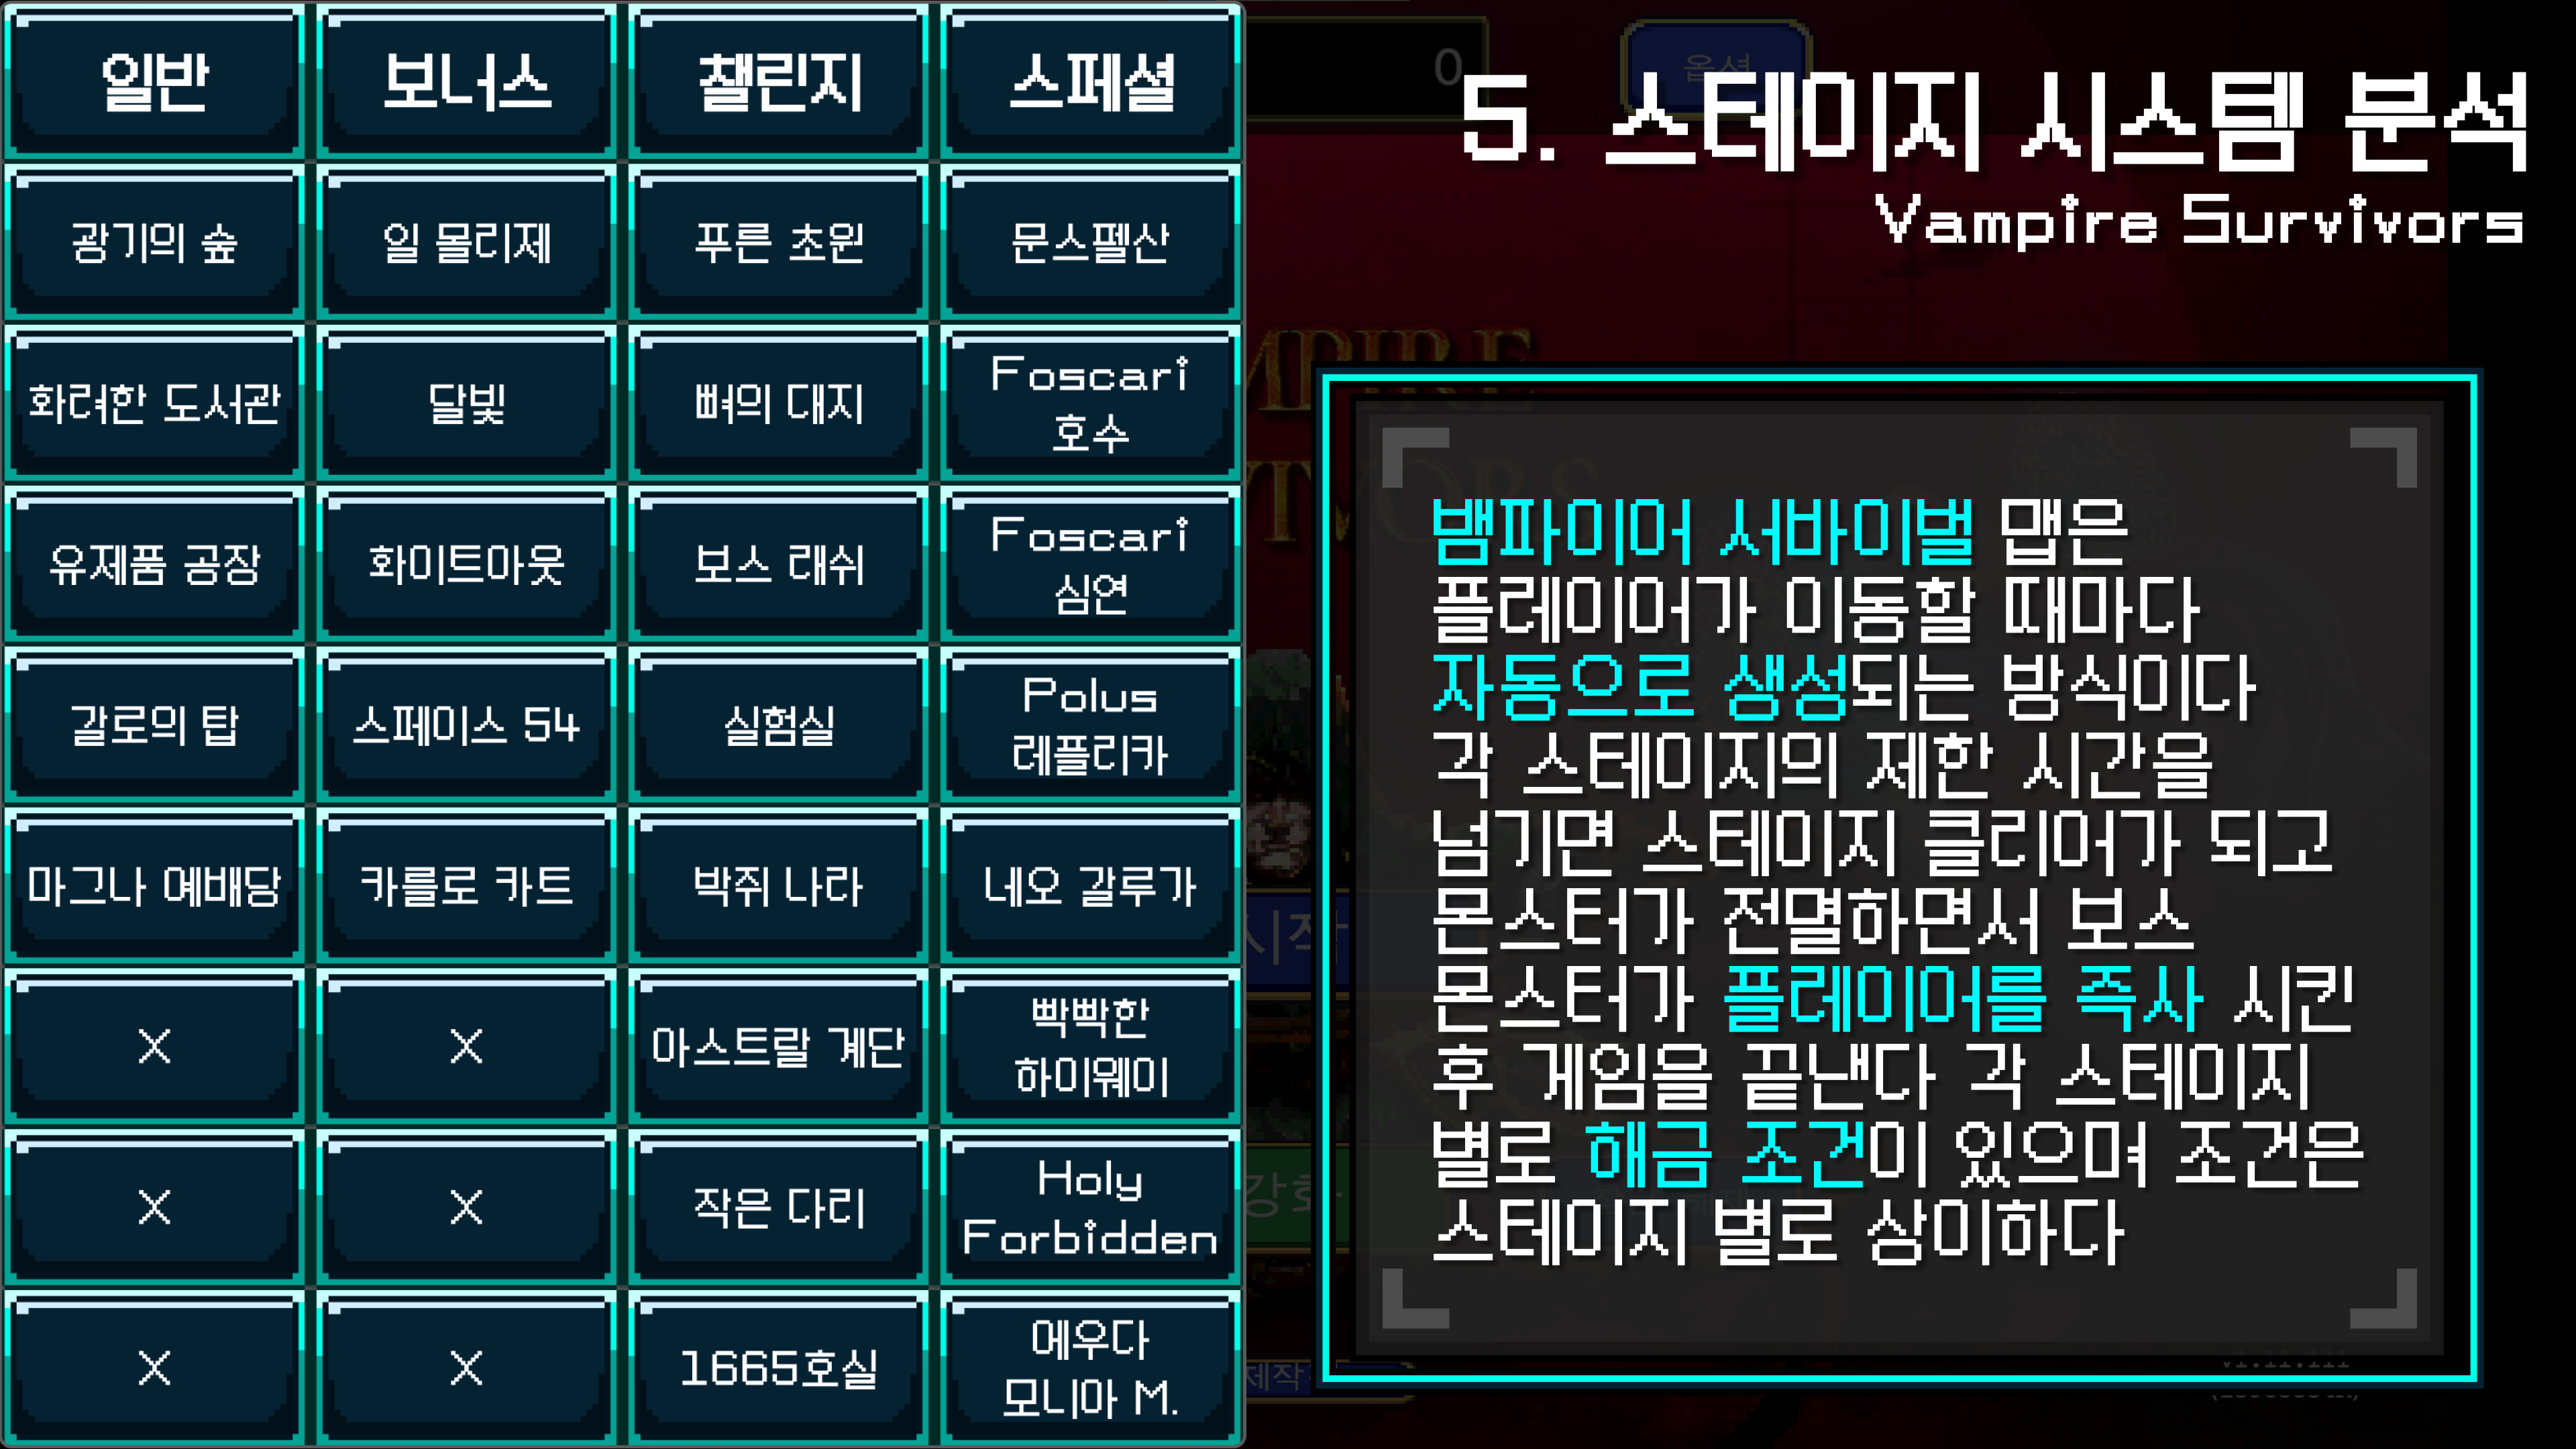 일반 보너스 챌린지 스페셜
광기의 숲 일 몰리제 푸른 초원 문스펠산
화려한 도서관 달빛 뼈의 대지 Foscari 호수
유제품 공장 화이트아웃 보스 래쉬 Foscari 심연
갈로의 탑 스페이스 54 실험실 Polus 레플리카
마그나 예배당 카를로 카트 박쥐 나라 네오 갈루가
X X 아스트랄 계단 빡빡한 하이웨이
X X 작은 다리 Holy Forbidden
X X 1665호실 에우다 모니아 M.
0
옵션
5. 스테이지 시스템 분석
Vampire Survivors
뱀파이어 서바이벌 맵은
플레이어가 이동할 때마다
자동으로 생성되는 방식이다
각 스테이지의 제한 시간을
넘기면 스테이지 클리어가 되고
몬스터가 전멸하면서 보스
몬스터가 플레이어를 즉사 시킨
후 게임을 끝낸다 각 스테이지
별로 해금 조건이 있으며 조건은
스테이지 별로 상이하다
시작
강화
제작
v1.11.111